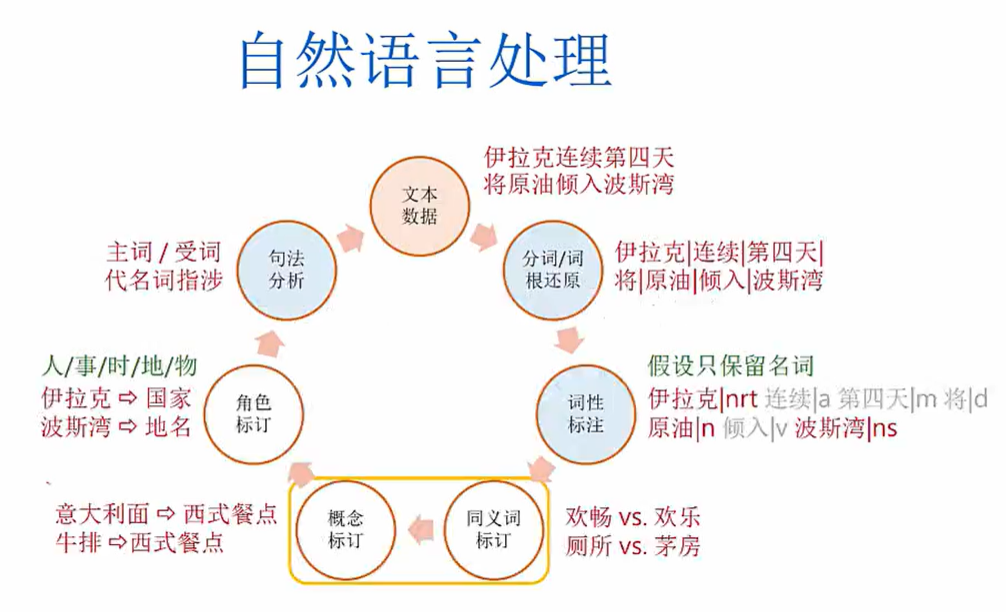 自然语言处理
文本
数据
伊拉克连续第四天
将原油倾入波斯湾
分词/词
根还原
伊拉克|连续|第四天|
将|原油|倾入|波斯湾
词性
标注
假设只保留名词
伊拉克|nrt 连续|a 第四天|m 将|d
原油|n 倾入|v 波斯湾|ns
同义词
标订
欢畅 vs. 欢乐
厕所 vs. 茅房
概念
标订
意大利面 ⇨ 西式餐点
牛排 ⇨西式餐点
角色
标订
人/事/时/地/物
伊拉克 ⇨ 国家
波斯湾 ⇨ 地名
句法
分析
主词 / 受词
代名词指涉